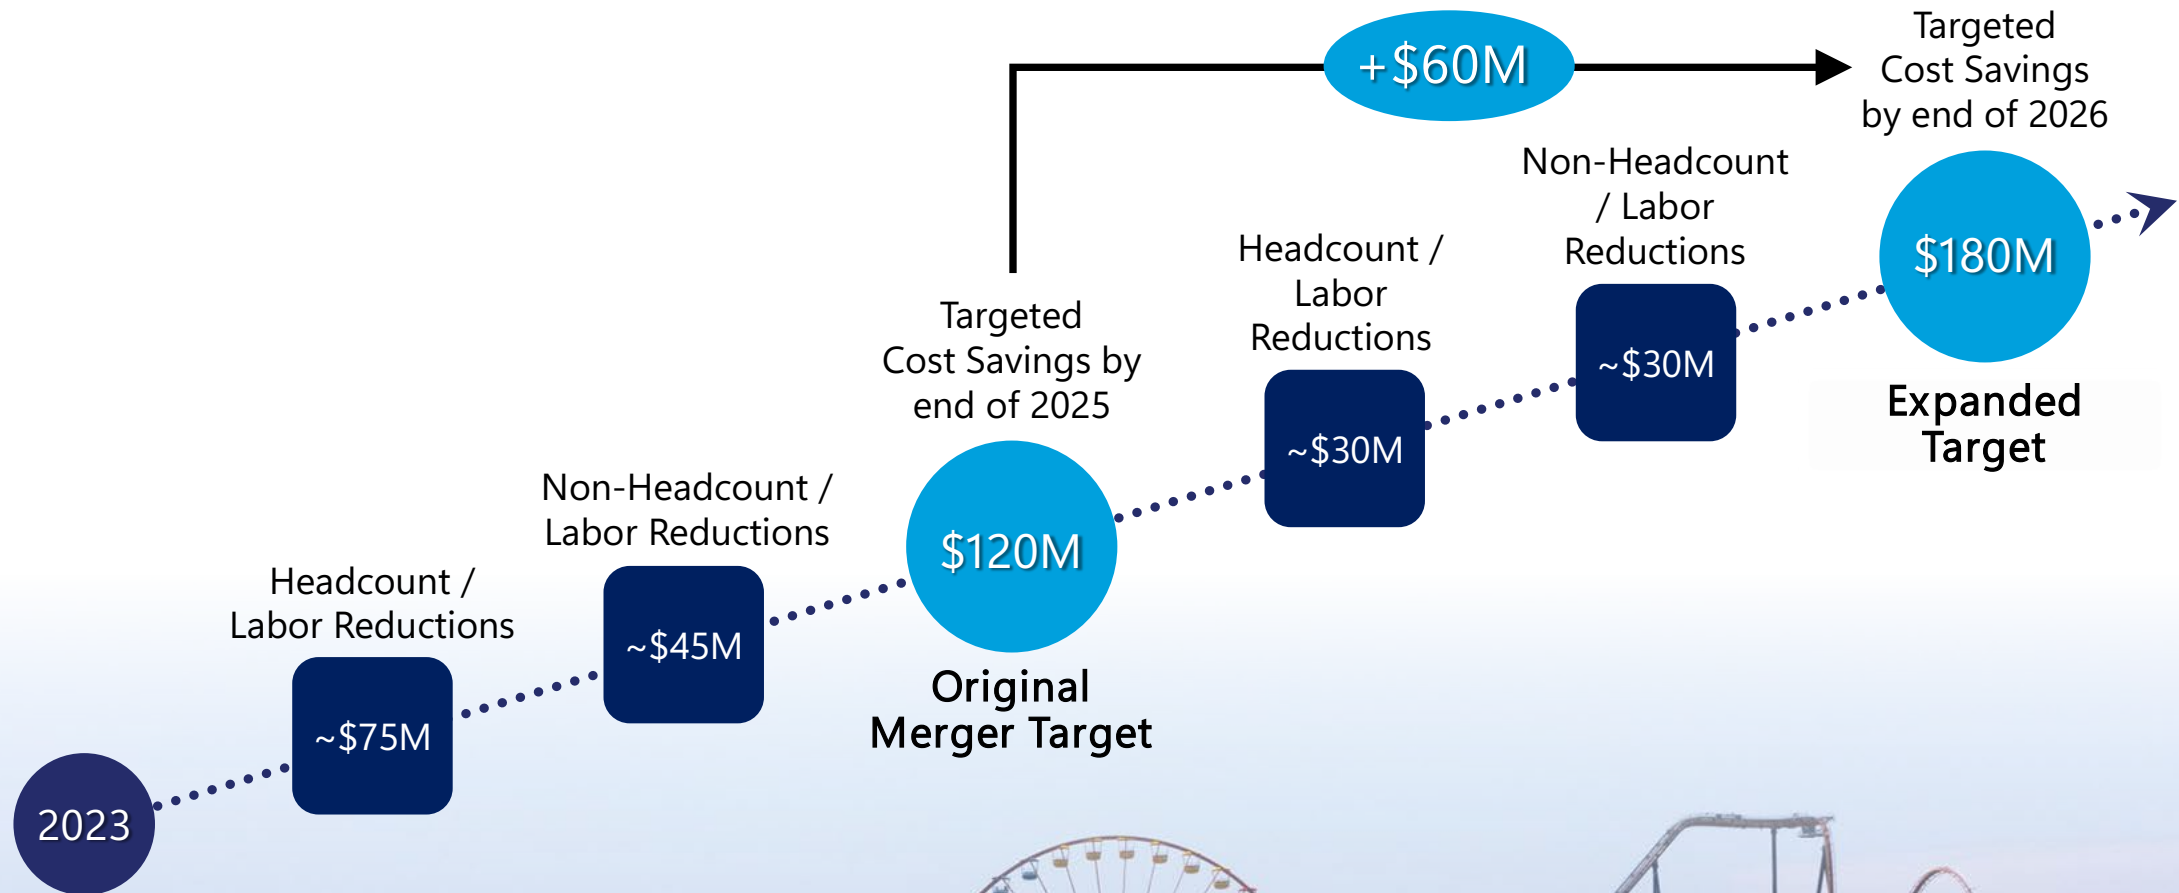 2023
Headcount /
Labor Reductions
~$75M
Non-Headcount /
Labor Reductions
~$45M
Targeted
Cost Savings by
end of 2025
$120M
Original
Merger Target
+$60M
Headcount /
Labor
Reductions
~$30M
Non-Headcount
/ Labor
Reductions
~$30M
Targeted
Cost Savings
by end of 2026
$180M
Expanded
Target